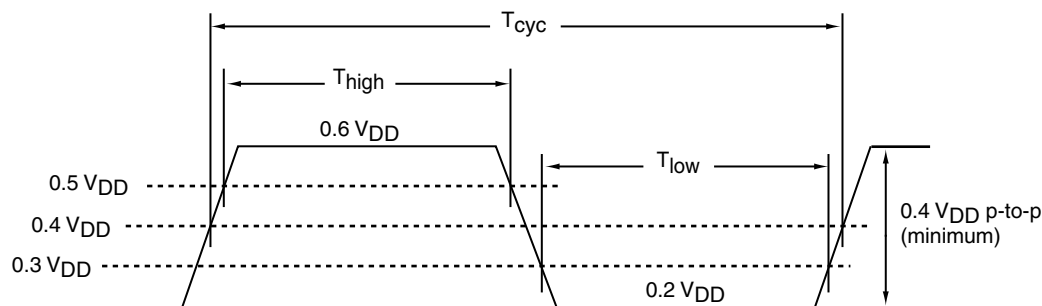 Tcyc
Thigh
0.6 VDD
Tlow
0.5 VDD
0.4 VDD
0.4 VDD p-to-p
(minimum)
0.3 VDD
0.2 VDD